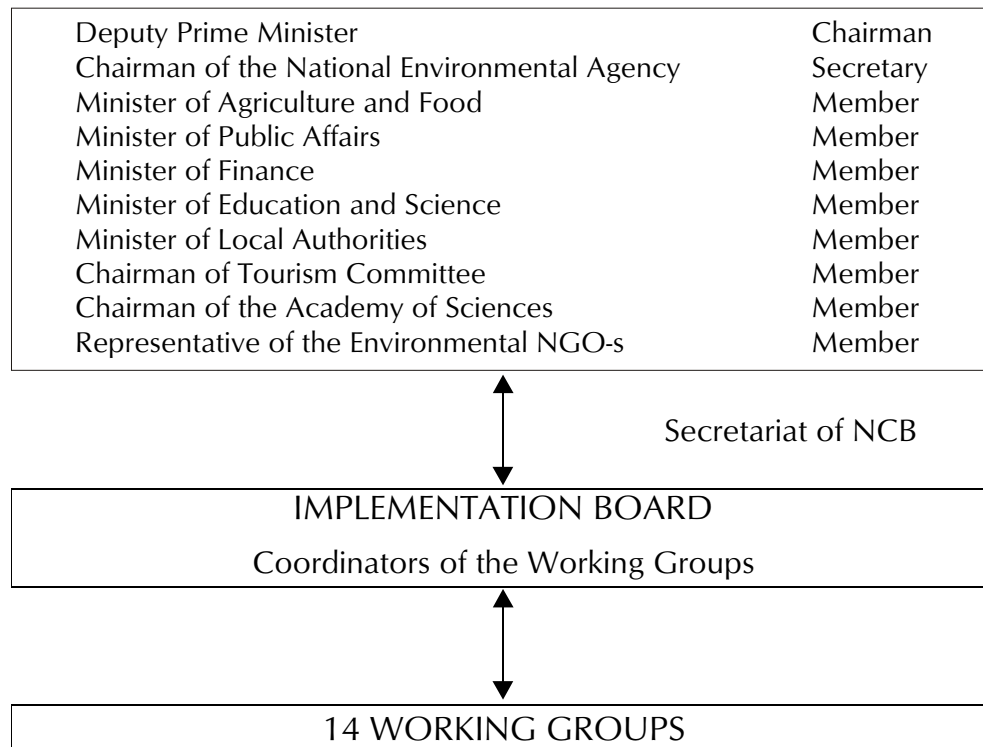 Deputy Prime Minister Chairman
Chairman of the National Environmental Agency Secretary
Minister of Agriculture and Food Member
Minister of Public Affairs Member
Minister of Finance Member
Minister of Education and Science Member
Minister of Local Authorities Member
Chairman of Tourism Committee Member
Chairman of the Academy of Sciences Member
Representative of the Environmental NGO-s Member
Secretariat of NCB
IMPLEMENTATION BOARD
Coordinators of the Working Groups
14 WORKING GROUPS